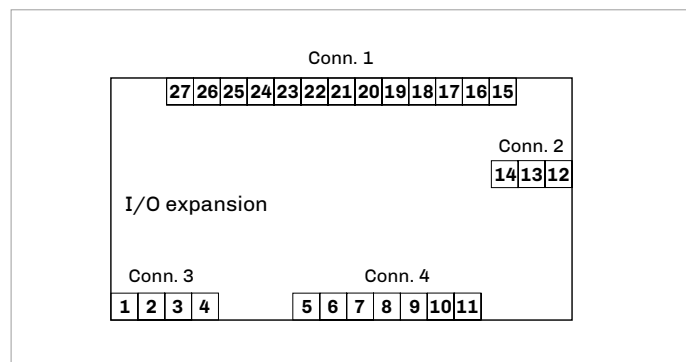 Conn. 1
27 26 25 24 23 22 21 20 19 18 17 16 15
Conn. 2
14 13 12
I/O expansion
Conn. 3
1 2 3 4
Conn. 4
5 6 7 8 9 10 11